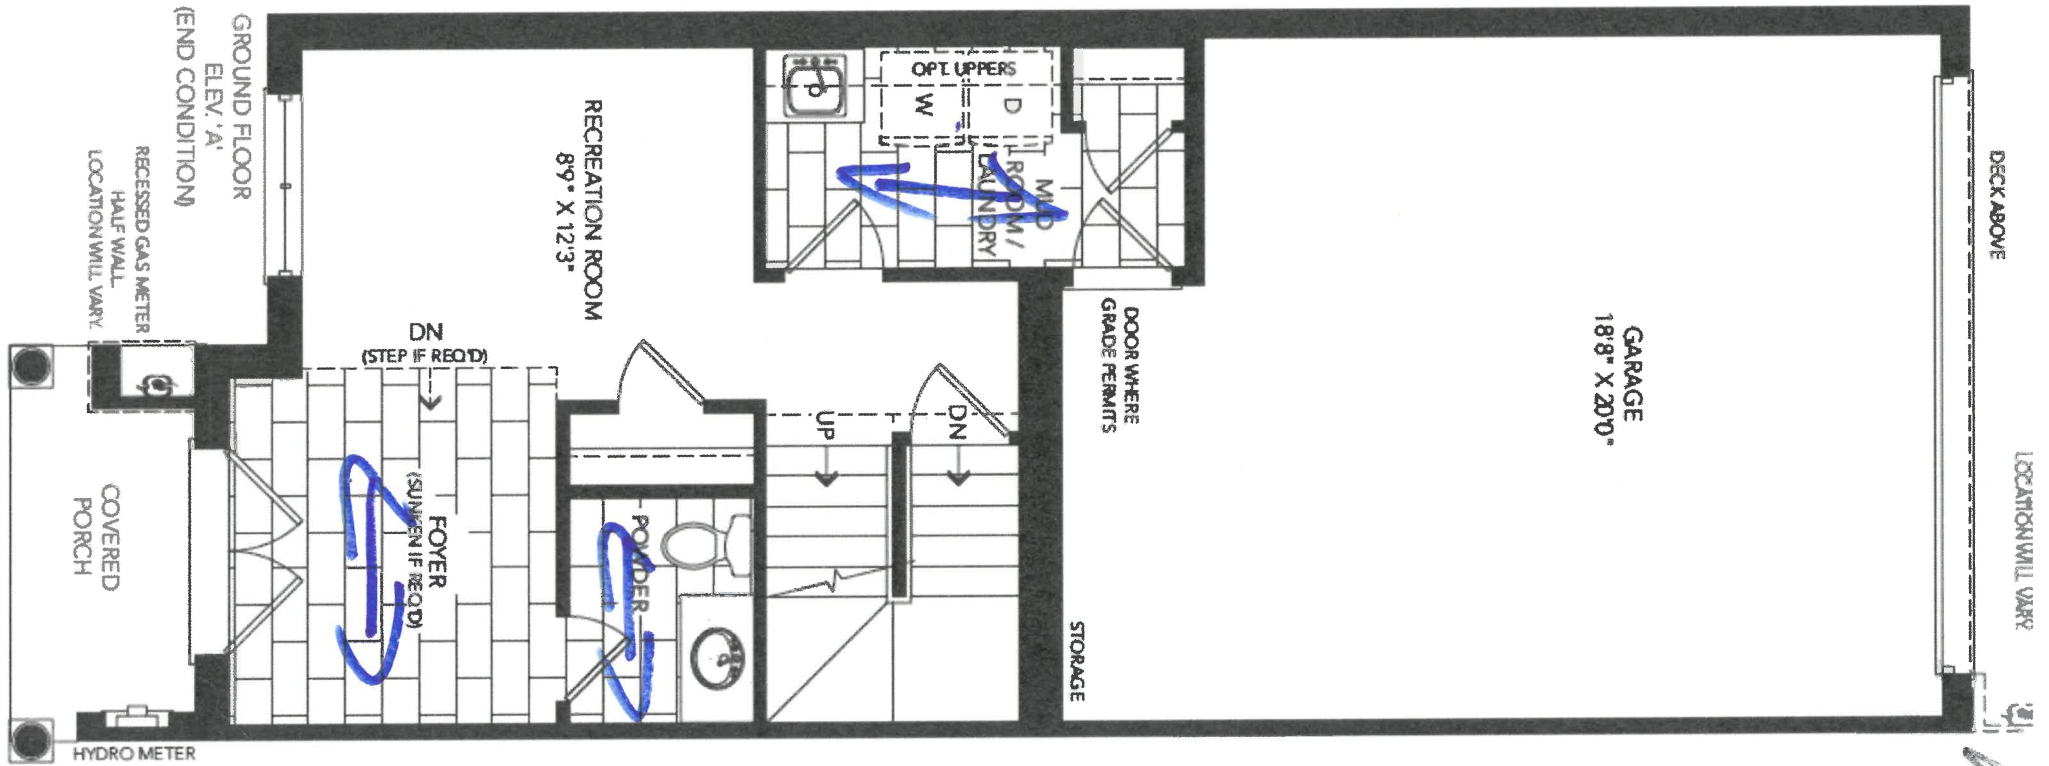 GROUND FLOOR
ELEV. 'A'
(END CONDITION)
RECESSED GAS METER
HALF WALL.
LOCATION WILL VARY.
COVERED
PORCH
HYDRO METER
RECREATION ROOM
8'9" X 12'3"
DN
(STEP IF REQ'D)
FOYER
(SUNKEN IF REQ'D)
POWDER
OPT. UPPERS
W
D
MUD
ROOM /
LAUNDRY
UP
DN
DOOR WHERE
GRADE PERMITS
STORAGE
GARAGE
18'8" X 20'0"
DECK ABOVE
LOCATION WILL VARY.